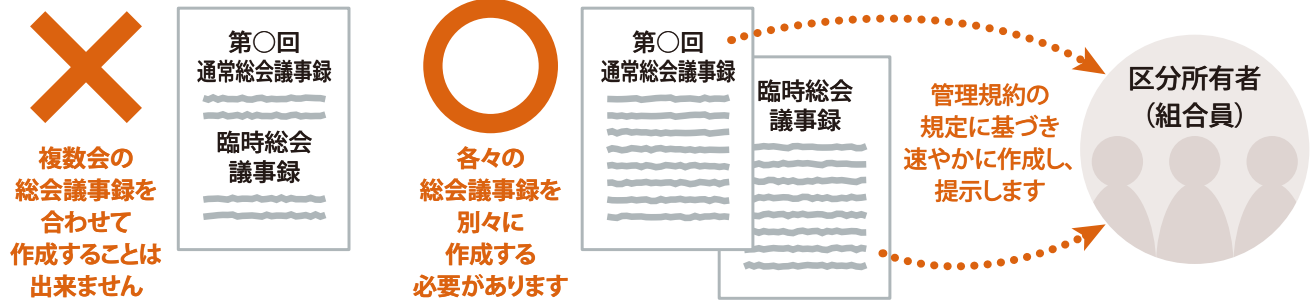 第○回
通常総会議事録
臨時総会
議事録
複数会の
総会議事録を
合わせて
作成することは
出来ません
各々の
総会議事録を
別々に
作成する
必要があります
第○回
通常総会議事録
臨時総会
議事録
管理規約の
規定に基づき
速やかに作成し、
提示します
区分所有者
（組合員）